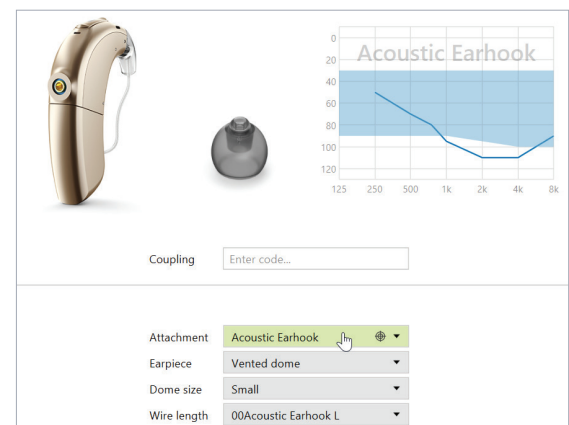 Acoustic Earhook
0
20
40
60
80
100
120
125 250 500 1k 2k 4k 8k
Coupling Enter code...
Attachment Acoustic Earhook
Earpiece Vented dome
Dome size Small
Wire length 00Acoustic Earhook L